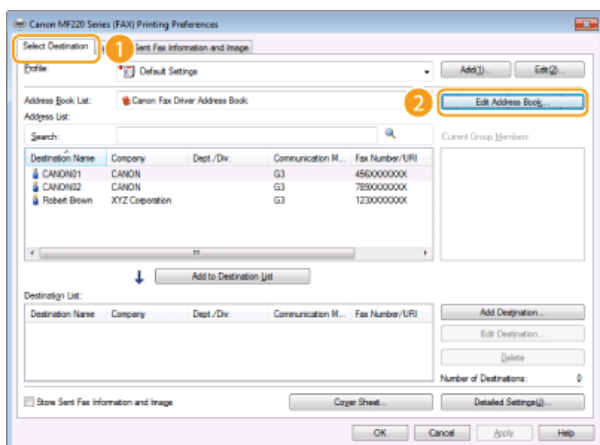 Canon MF220 Series (FAX) Printing Preferences
Select Destination 1 Sent Fax Information and Image
Profile: Default Settings Add(1)... Edit(2)...
Address Book List: Canon Fax Driver Address Book 2 Edit Address Book...
Address List:
Search: Current Group Members:
Destination Name Company Dept./Div. Communication M... Fax Number/URI
CANON01 CANON G3 456XXXXXXX
CANON02 CANON G3 789XXXXXXX
Robert Brown XYZ Corporation G3 123XXXXXXX
Add to Destination List
Destination List:
Destination Name Company Dept./Div. Communication M... Fax Number/URI
Add Destination...
Edit Destination...
Delete
Number of Destinations: 0
Store Sent Fax Information and Image Cover Sheet... Detailed Settings(J)...
OK Cancel Apply Help